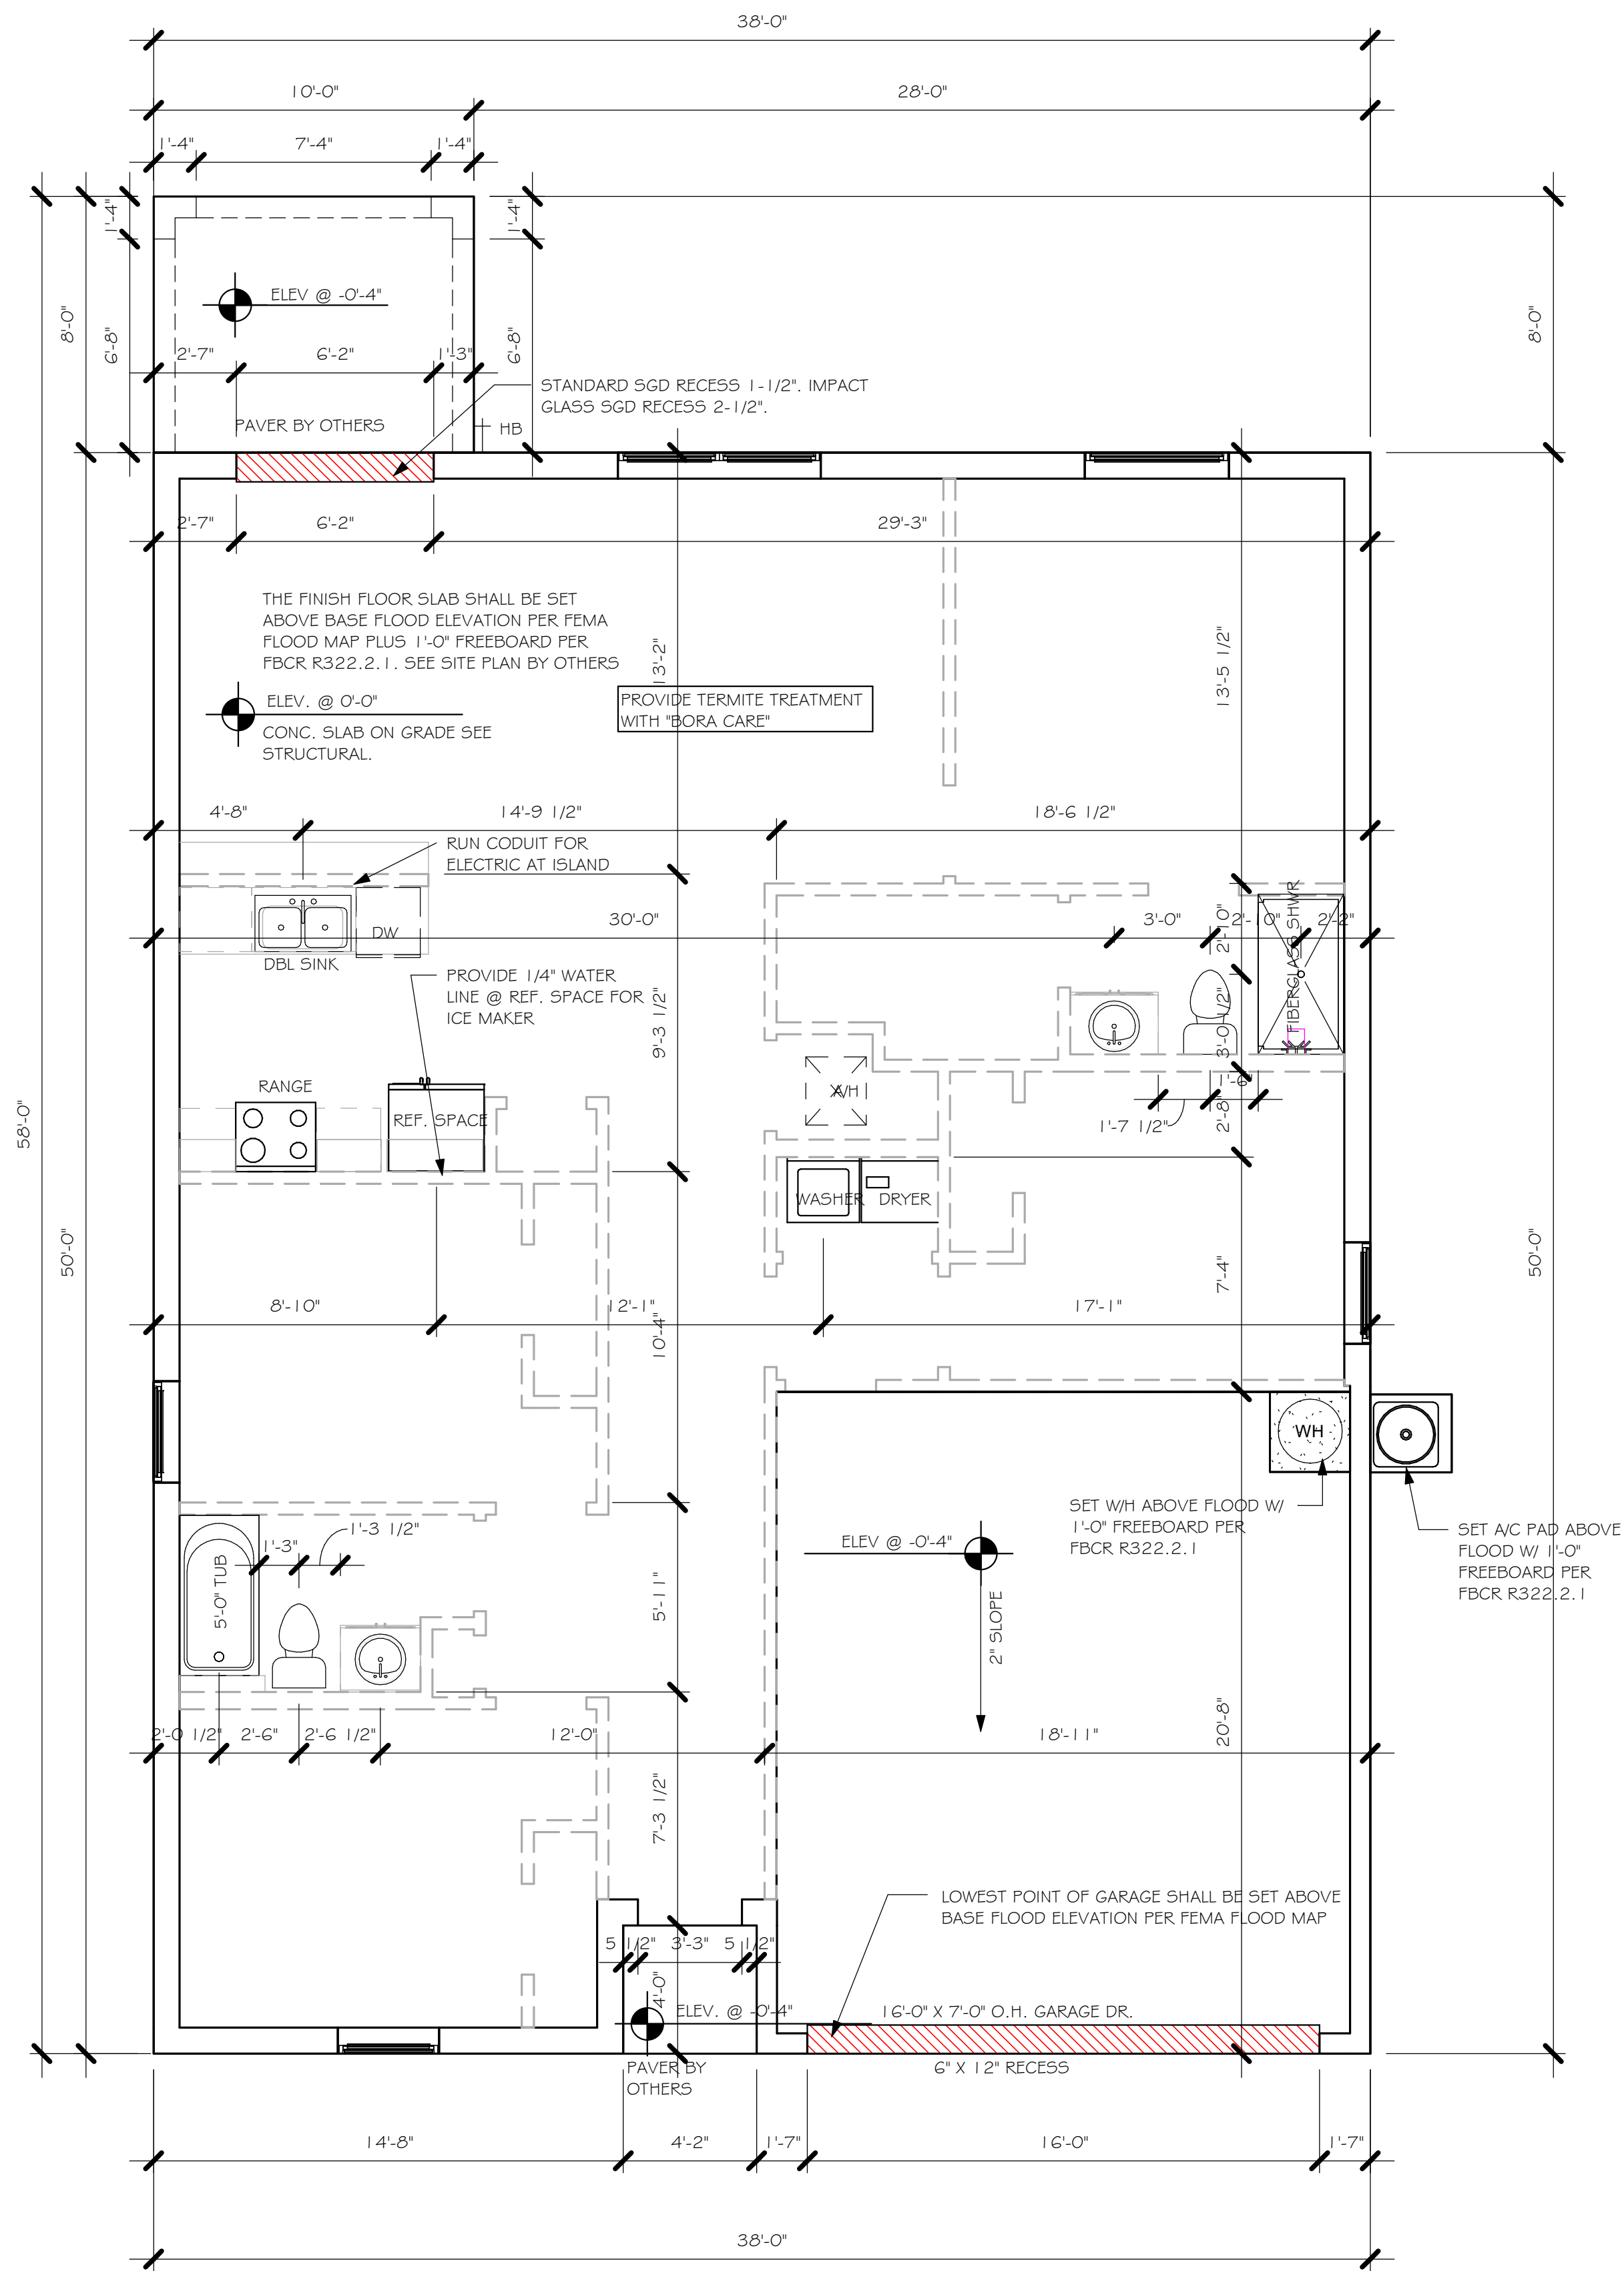 38'-0"
10'-0"
28'-0"
1'-4"
7'-4"
1'-4"
1'-4"
1'-4"
8'-0"
6'-8"
6'-8"
8'-0"
ELEV @ -0'-4"
2'-7"
6'-2"
1'-3"
STANDARD SGD RECESS 1-1/2". IMPACT
GLASS SGD RECESS 2-1/2".
PAVER BY OTHERS
HB
2'-7"
6'-2"
29'-3"
THE FINISH FLOOR SLAB SHALL BE SET
ABOVE BASE FLOOD ELEVATION PER FEMA
FLOOD MAP PLUS 1'-0" FREEBOARD PER
FBCR R322.2.1. SEE SITE PLAN BY OTHERS
13'-2"
13'-5 1/2"
ELEV. @ 0'-0"
CONC. SLAB ON GRADE SEE
STRUCTURAL.
PROVIDE TERMITE TREATMENT
WITH "BORA CARE"
4'-8"
14'-9 1/2"
18'-6 1/2"
RUN CODUIT FOR
ELECTRIC AT ISLAND
30'-0"
3'-0"
2'-10"
2'-10"
2'-2"
FIBERGLASS SHWR
DW
DBL SINK
PROVIDE 1/4" WATER
LINE @ REF. SPACE FOR
ICE MAKER
9'-3 1/2"
3'-0 1/2"
RANGE
REF. SPACE
A/H
1'-6"
1'-7 1/2"
2'-8"
58'-0"
WASHER
DRYER
50'-0"
50'-0"
7'-4"
8'-10"
12'-1"
17'-1"
10'-4"
WH
SET W/H ABOVE FLOOD W/
1'-0" FREEBOARD PER
FBCR R322.2.1
SET A/C PAD ABOVE
FLOOD W/ 1'-0"
FREEBOARD PER
FBCR R322.2.1
1'-3"
1'-3 1/2"
5'-0" TUB
ELEV @ -0'-4"
5'-11"
2" SLOPE
2'-0 1/2"
2'-6"
2'-6 1/2"
12'-0"
18'-11"
20'-8"
7'-3 1/2"
LOWEST POINT OF GARAGE SHALL BE SET ABOVE
BASE FLOOD ELEVATION PER FEMA FLOOD MAP
5 1/2"
3'-3"
5 1/2"
4'-0"
ELEV. @ -0'-4"
16'-0" X 7'-0" O.H. GARAGE DR.
PAVER BY
OTHERS
6" X 12" RECESS
14'-8"
4'-2"
1'-7"
16'-0"
1'-7"
38'-0"